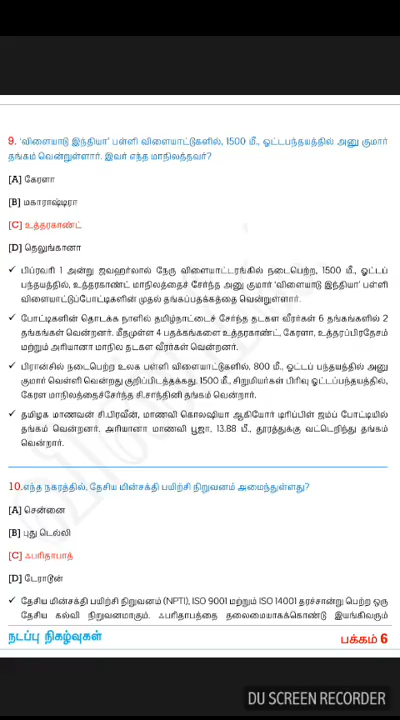 9. 'விளையாடு இந்தியா' பள்ளி விளையாட்டுகளில், 1500 மீ., ஓட்டபந்தயத்தில் அனு குமார்
தங்கம் வென்றுள்ளார். இவர் எந்த மாநிலத்தவர்?
[A] கேரளா
[B] மகாராஷ்டிரா
[C] உத்தரகாண்ட்
[D] தெலுங்கானா
✓ பிப்ரவரி 1 அன்று ஜவஹர்லால் நேரு விளையாட்டரங்கில் நடைபெற்ற, 1500 மீ., ஓட்டப்
பந்தயத்தில், உத்தரகாண்ட் மாநிலத்தைச் சேர்ந்த அனு குமார் 'விளையாடு இந்தியா' பள்ளி
விளையாட்டுப்போட்டிகளின் முதல் தங்கப்பதக்கத்தை வென்றுள்ளார்.
✓ போட்டிகளின் தொடக்க நாளில் தமிழ்நாட்டைச் சேர்ந்த தடகள வீரர்கள் 6 தங்கங்களில் 2
தங்கங்கள் வென்றனர். மீதமுள்ள 4 பதக்கங்களை உத்தரகாண்ட், கேரளா, உத்தரப்பிரதேசம்
மற்றும் அரியானா மாநில தடகள வீரர்கள் வென்றனர்.
✓ பிரான்சில் நடைபெற்ற உலக பள்ளி விளையாட்டுகளில், 800 மீ., ஓட்டப் பந்தயத்தில் அனு
குமார் வெள்ளி வென்றது குறிப்பிடத்தக்கது. 1500 மீ., சிறுமியர்கள் பிரிவு ஓட்டப்பந்தயத்தில்,
கேரள மாநிலத்தைச்சேர்ந்த சி.சாந்தினி தங்கம் வென்றார்.
✓ தமிழக மாணவன் சி.பிரவீன், மாணவி கொலஷியா ஆகியோர் டிரிப்பிள் ஜம்ப் போட்டியில்
தங்கம் வென்றனர். அரியானா மாணவி பூஜா, 13.88 மீ., தூரத்துக்கு வட்டெறிந்து தங்கம்
வென்றார்.
10.எந்த நகரத்தில், தேசிய மின்சக்தி பயிற்சி நிறுவனம் அமைந்துள்ளது?
[A] சென்னை
[B] புது டெல்லி
[C] ஃபரிதாபாத்
[D] டேராடூன்
✓ தேசிய மின்சக்தி பயிற்சி நிறுவனம் (NPTI), ISO 9001 மற்றும் ISO 14001 தரச்சான்று பெற்ற ஒரு
தேசிய கல்வி நிறுவனமாகும். ஃபரிதாபத்தை தலைமையாகக்கொண்டு இயங்கிவரும்
நடப்பு நிகழ்வுகள் பக்கம் 6
DU SCREEN RECORDER